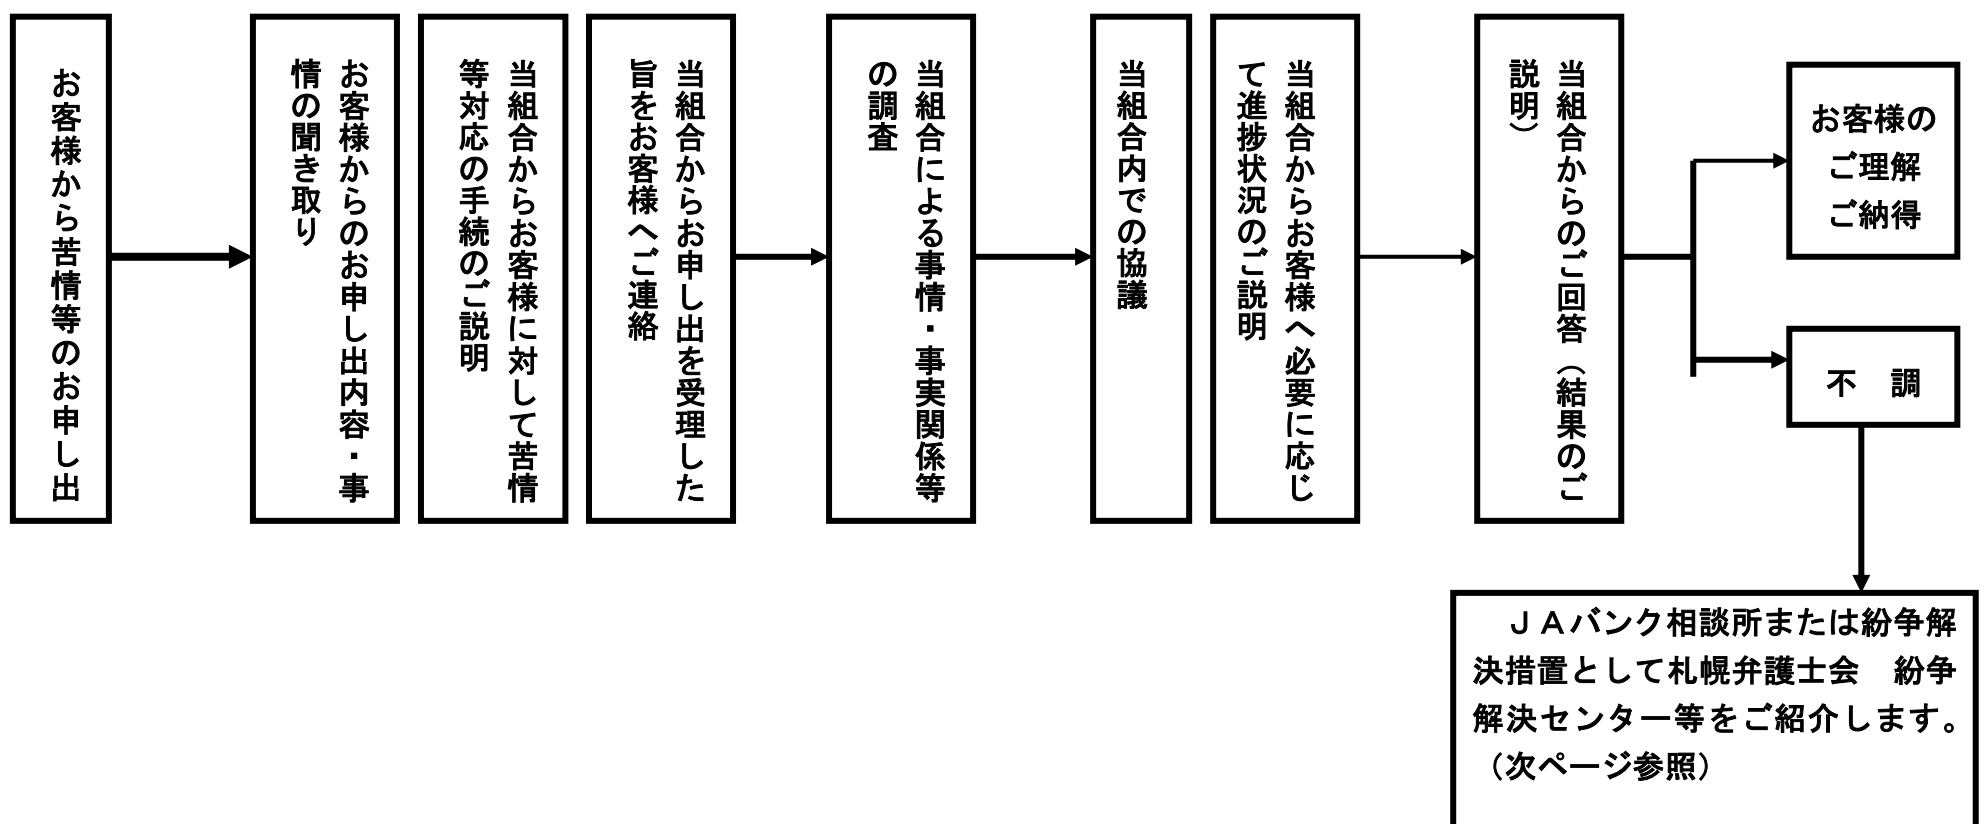 お客様から苦情等のお申し出
お客様からのお申し出内容・事
情の聞き取り
当組合からお客様に対して苦情
等対応の手続のご説明
当組合からお申し出を受理した
旨をお客様へご連絡
当組合による事情・事実関係等
の調査
当組合内での協議
当組合からお客様へ必要に応じ
て進捗状況のご説明
当組合からのご回答（結果のご
説明）
お客様の
ご理解
ご納得
不　調
ＪＡバンク相談所または紛争解
決措置として札幌弁護士会　紛争
解決センター等をご紹介します。
（次ページ参照）